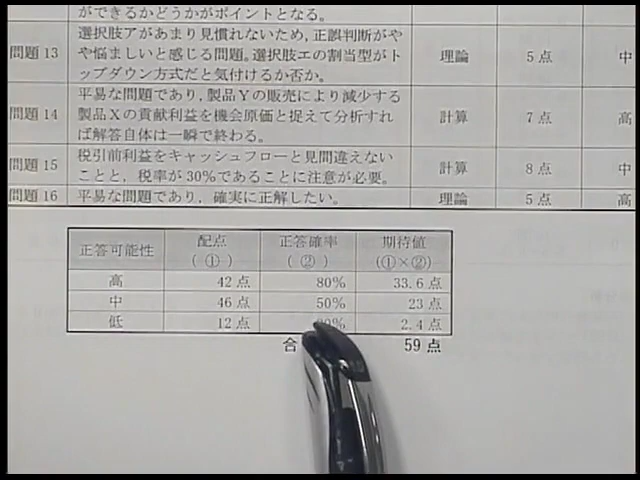 ができるかどうかがポイントとなる。
問題 13
選択肢アがあまり見慣れないため,正誤判断がや
や悩ましいと感じる問題。選択肢エの割当型がト
ップダウン方式だと気付けるか否か。
理論
5 点
中
問題 14
平易な問題であり,製品Yの販売により減少する
製品Xの貢献利益を機会原価と捉えて分析すれ
ば解答自体は一瞬で終わる。
計算
7 点
高
問題 15
税引前利益をキャッシュフローと見間違えない
ことと,税率が30%であることに注意が必要。
計算
8 点
中
問題 16
平易な問題であり,確実に正解したい。
理論
5 点
高
正答可能性
配点
(①)
正答確率
(②)
期待値
(①×②)
高
42 点
80%
33.6 点
中
46 点
50%
23 点
低
12 点
2.4 点
合
59 点